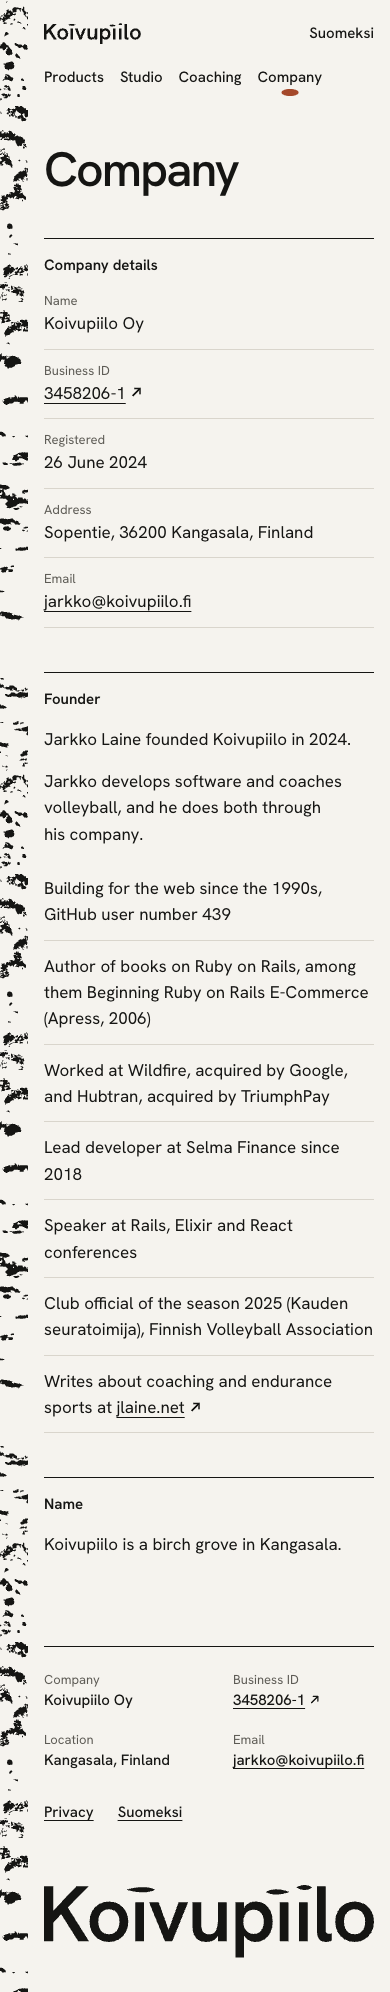 Koivupiilo
Suomeksi
Products Studio Coaching Company
Company
Company details
Name
Koivupiilo Oy
Business ID
3458206-1 ↗
Registered
26 June 2024
Address
Sopentie, 36200 Kangasala, Finland
Email
jarkko@koivupiilo.fi
Founder
Jarkko Laine founded Koivupiilo in 2024.
Jarkko develops software and coaches
volleyball, and he does both through
his company.
Building for the web since the 1990s,
GitHub user number 439
Author of books on Ruby on Rails, among
them Beginning Ruby on Rails E-Commerce
(Apress, 2006)
Worked at Wildfire, acquired by Google,
and Hubtran, acquired by TriumphPay
Lead developer at Selma Finance since
2018
Speaker at Rails, Elixir and React
conferences
Club official of the season 2025 (Kauden
seuratoimija), Finnish Volleyball Association
Writes about coaching and endurance
sports at jlaine.net ↗
Name
Koivupiilo is a birch grove in Kangasala.
Company
Koivupiilo Oy
Business ID
3458206-1 ↗
Location
Kangasala, Finland
Email
jarkko@koivupiilo.fi
Privacy Suomeksi
Koivupiilo